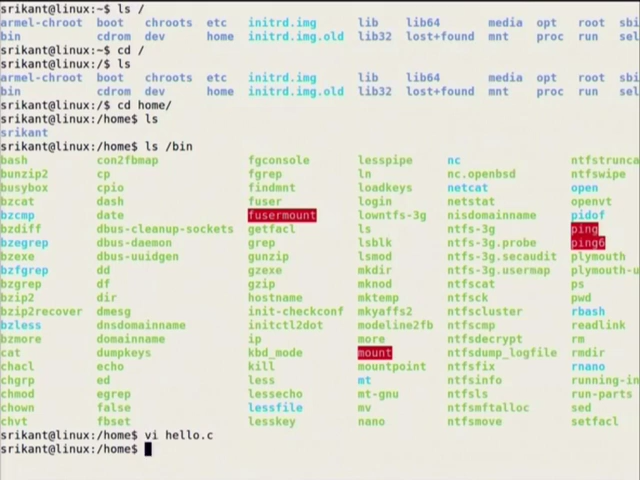 srikant@linux:~$ ls /
armel-chroot boot chroots etc initrd.img lib lib64 media opt root sbi
bin cdrom dev home initrd.img.old lib32 lost+found mnt proc run sel
srikant@linux:~$ cd /
srikant@linux:/$ ls
armel-chroot boot chroots etc initrd.img lib lib64 media opt root sbi
bin cdrom dev home initrd.img.old lib32 lost+found mnt proc run sel
srikant@linux:/$ cd home/
srikant@linux:/home$ ls
srikant
srikant@linux:/home$ ls /bin
bash con2fbmap fgconsole lesspipe nc ntfstrunca
bunzip2 cp fgrep ln nc.openbsd ntfswipe
busybox cpio findmnt loadkeys netcat open
bzcat dash fuser login netstat openvt
bzcmp date fusermount lowntfs-3g nisdomainname pidof
bzdiff dbus-cleanup-sockets getfacl ls ntfs-3g ping
bzegrep dbus-daemon grep lsblk ntfs-3g.probe ping6
bzexe dbus-uuidgen gunzip lsmod ntfs-3g.secaudit plymouth
bzfgrep dd gzexe mkdir ntfs-3g.usermap plymouth-u
bzgrep df gzip mknod ntfscat ps
bzip2 dir hostname mktemp ntfsck pwd
bzip2recover dmesg init-checkconf mkyaffs2 ntfscluster rbash
bzless dnsdomainname initctl2dot modeline2fb ntfscmp readlink
bzmore domainname ip more ntfsdecrypt rm
cat dumpkeys kbd_mode mount ntfsdump_logfile rmdir
chacl echo kill mountpoint ntfsfix rnano
chgrp ed less mt ntfsinfo running-in
chmod egrep lessecho mt-gnu ntfsls run-parts
chown false lessfile mv ntfsmftalloc sed
chvt fbset lesskey nano ntfsmove setfacl
srikant@linux:/home$ vi hello.c
srikant@linux:/home$